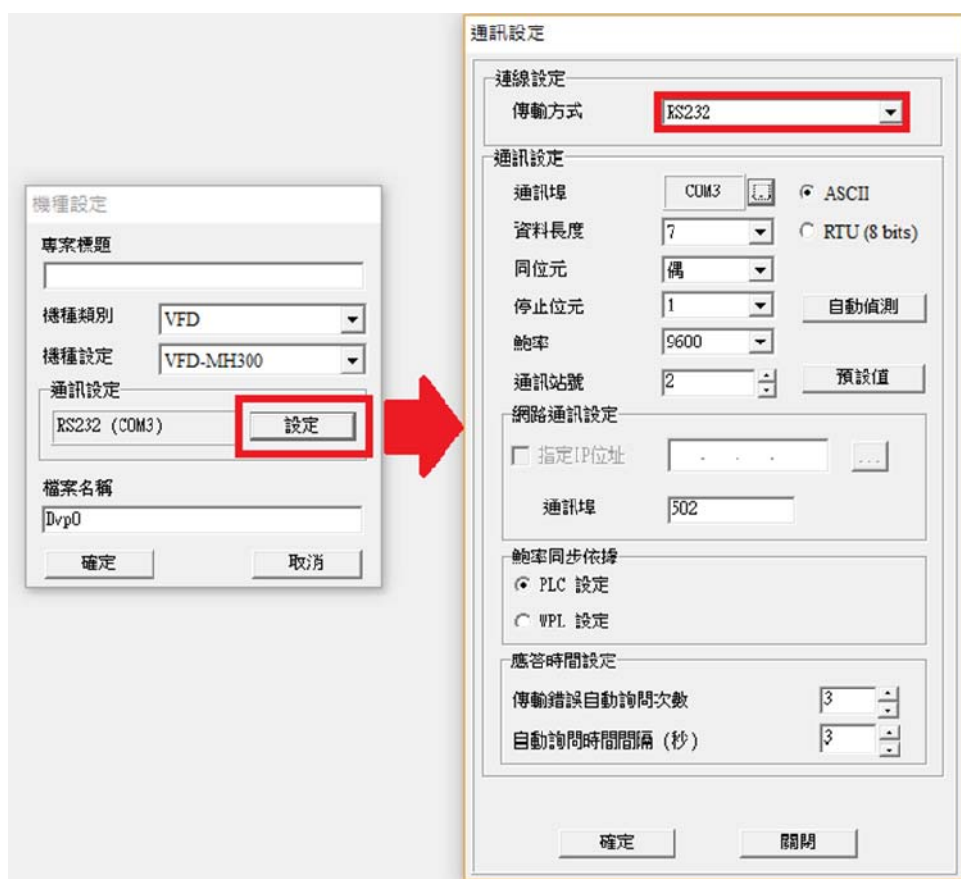 機種設定
專案標題
機種類別 VFD
機種設定 VFD-MH300
通訊設定
RS232 (COM3) 設定
檔案名稱
Dvp0
確定 取消
通訊設定
連線設定
傳輸方式 RS232
通訊設定
通訊埠 COM3 ... ASCII
資料長度 7 RTU (8 bits)
同位元 偶
停止位元 1 自動偵測
鮑率 9600
通訊站號 2 預設值
網路通訊設定
指定IP位址 . . . ...
通訊埠 502
鮑率同步依據
PLC 設定
WPL 設定
應答時間設定
傳輸錯誤自動詢問次數 3
自動詢問時間間隔 (秒) 3
確定 關閉